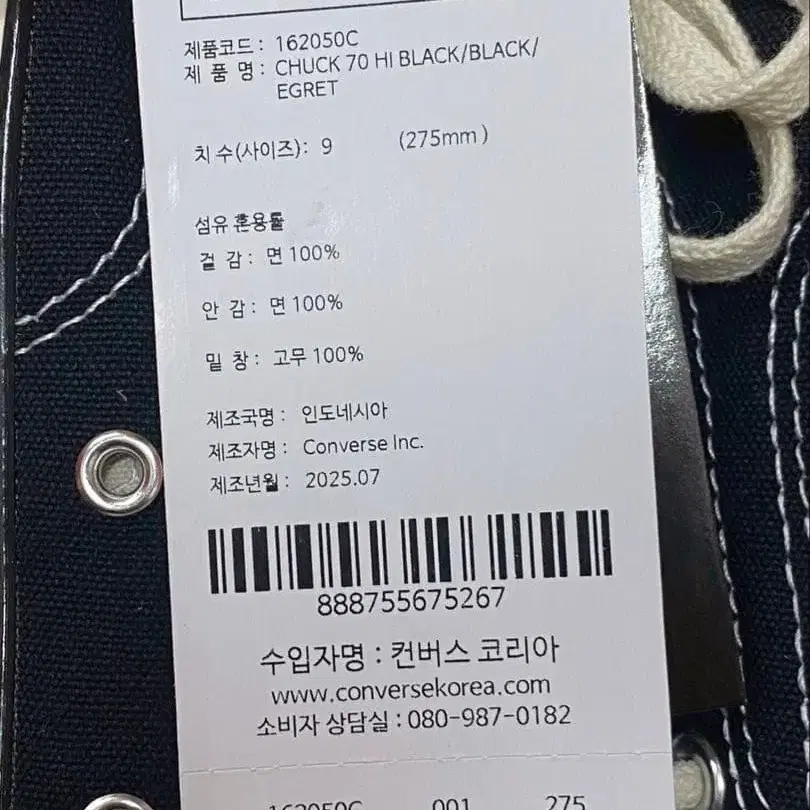 제품코드 : 162050C
제 품 명 : CHUCK 70 HI BLACK/BLACK/
EGRET
치 수(사이즈) : 9 (275mm)
섬유 혼용률
겉 감 : 면 100%
안 감 : 면 100%
밑 창 : 고무 100%
제조국명 : 인도네시아
제조자명 : Converse Inc.
제조년월 : 2025.07
888755675267
수입자명 : 컨버스 코리아
www.conversekorea.com
소비자 상담실 : 080-987-0182
162050C 001 275